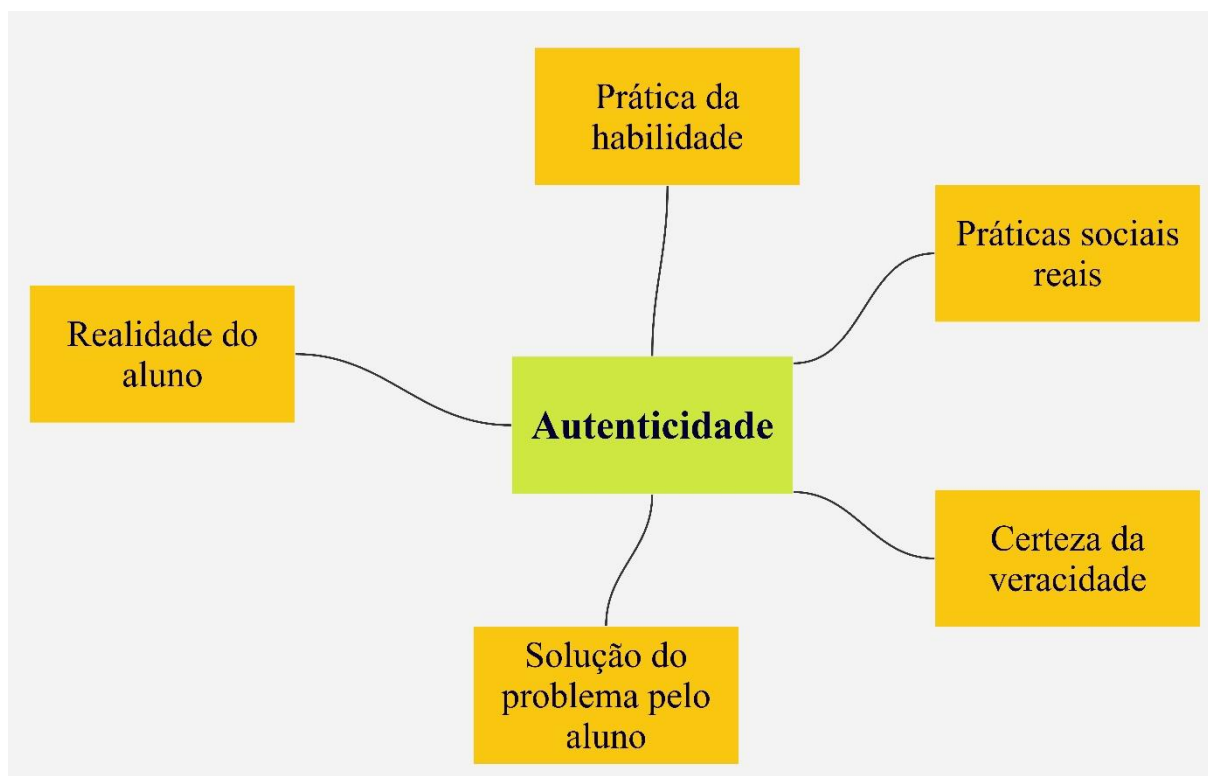 Prática da
habilidade
Práticas sociais
reais
Realidade do
aluno
Autenticidade
Certeza da
veracidade
Solução do
problema pelo
aluno